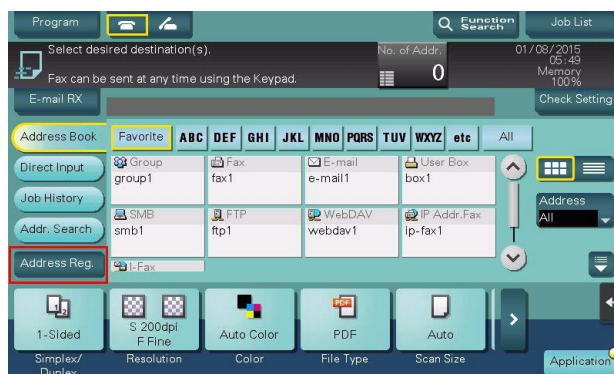 Program
Function Search
Job List
Select desired destination(s).
Fax can be sent at any time using the Keypad.
No. of Addr.
0
01/08/2015
05:49
Memory
100%
E-mail RX
Check Setting
Address Book
Favorite ABC DEF GHI JKL MNO PQRS TUV WXYZ etc All
Direct Input
Group
group1
Fax
fax1
E-mail
e-mail1
User Box
box1
Job History
Address
All
Addr. Search
SMB
smb1
FTP
ftp1
WebDAV
webdav1
IP Addr.Fax
ip-fax1
Address Reg.
I-Fax
1-Sided
S 200dpi
F Fine
Auto Color
PDF
PDF
Auto
Simplex/
Duplex
Resolution
Color
File Type
Scan Size
Application